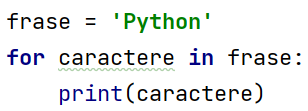 frase = 'Python'
for caractere in frase:
    print(caractere)